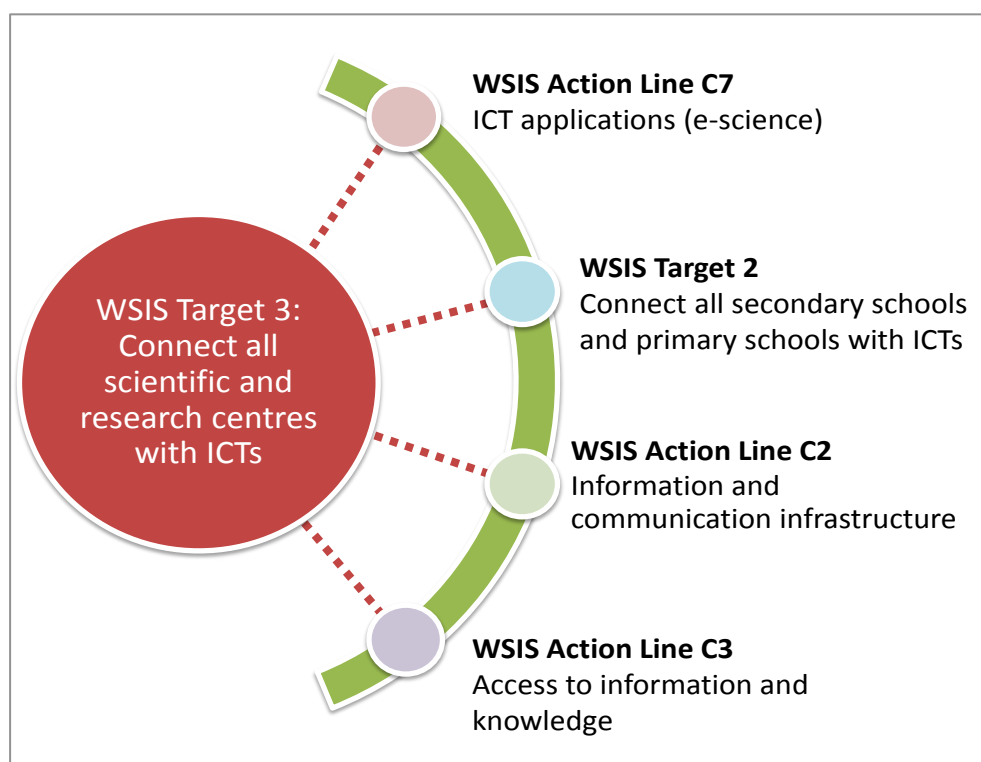 WSIS Target 3:
Connect all
scientific and
research centres
with ICTs
WSIS Action Line C7
ICT applications (e-science)
WSIS Target 2
Connect all secondary schools
and primary schools with ICTs
WSIS Action Line C2
Information and
communication infrastructure
WSIS Action Line C3
Access to information and
knowledge